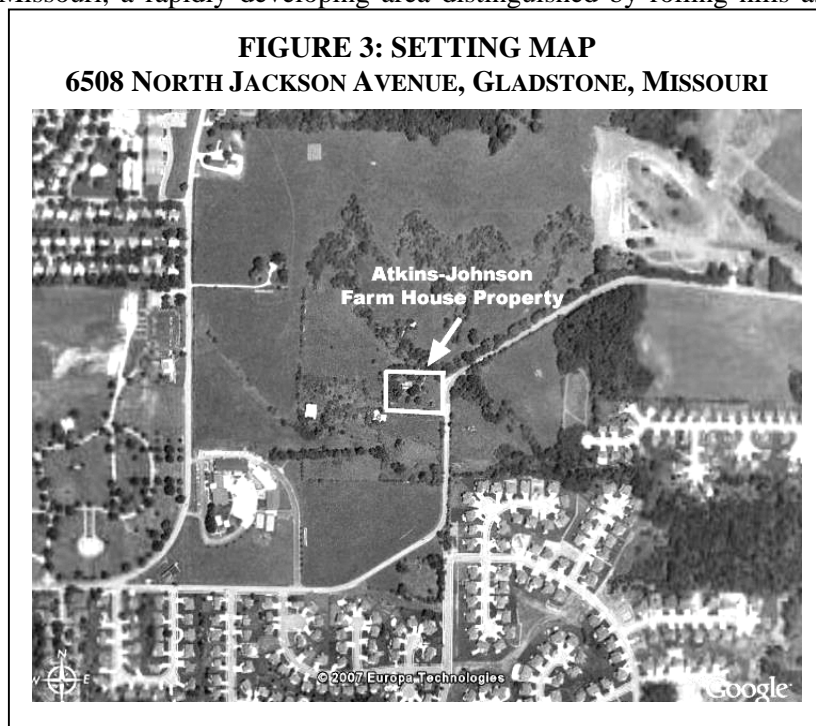 Missouri, a rapidly developing area distinguished by rolling hills a
FIGURE 3: SETTING MAP
6508 NORTH JACKSON AVENUE, GLADSTONE, MISSOURI
Atkins-Johnson
Farm House Property
N
W E
© 2007 Europa Technologies
Google